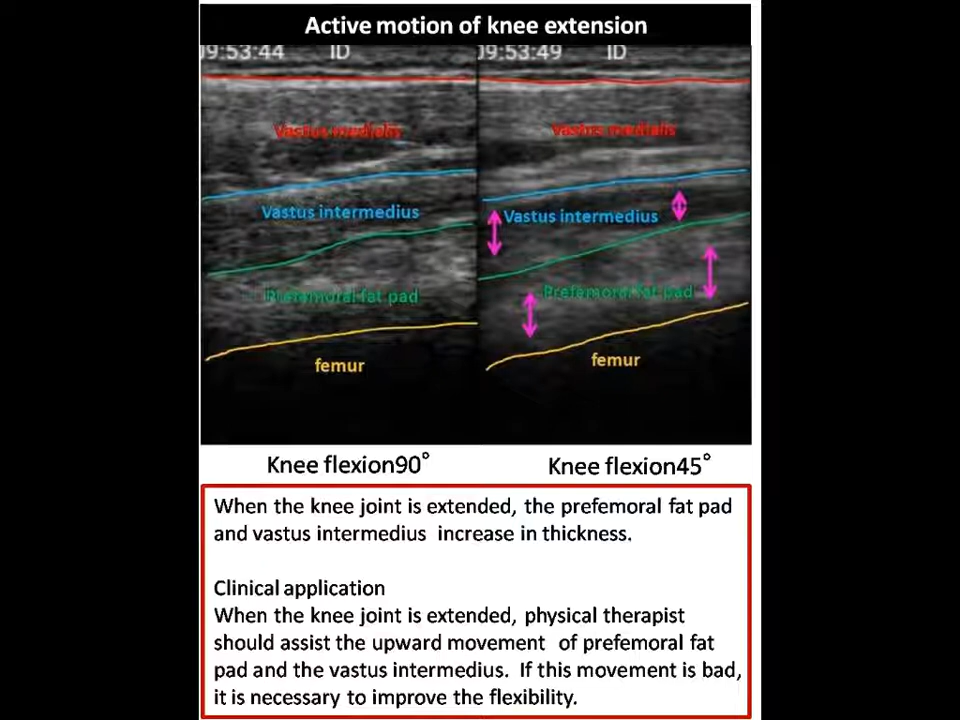 Active motion of knee extension
09:53:44 ID 09:53:49 ID
Vastus medialis Vastus medialis
Vastus intermedius Vastus intermedius
Prefemoral fat pad Prefemoral fat pad
femur femur
Knee flexion90° Knee flexion45°
When the knee joint is extended, the prefemoral fat pad
and vastus intermedius increase in thickness.
Clinical application
When the knee joint is extended, physical therapist
should assist the upward movement of prefemoral fat
pad and the vastus intermedius. If this movement is bad,
it is necessary to improve the flexibility.